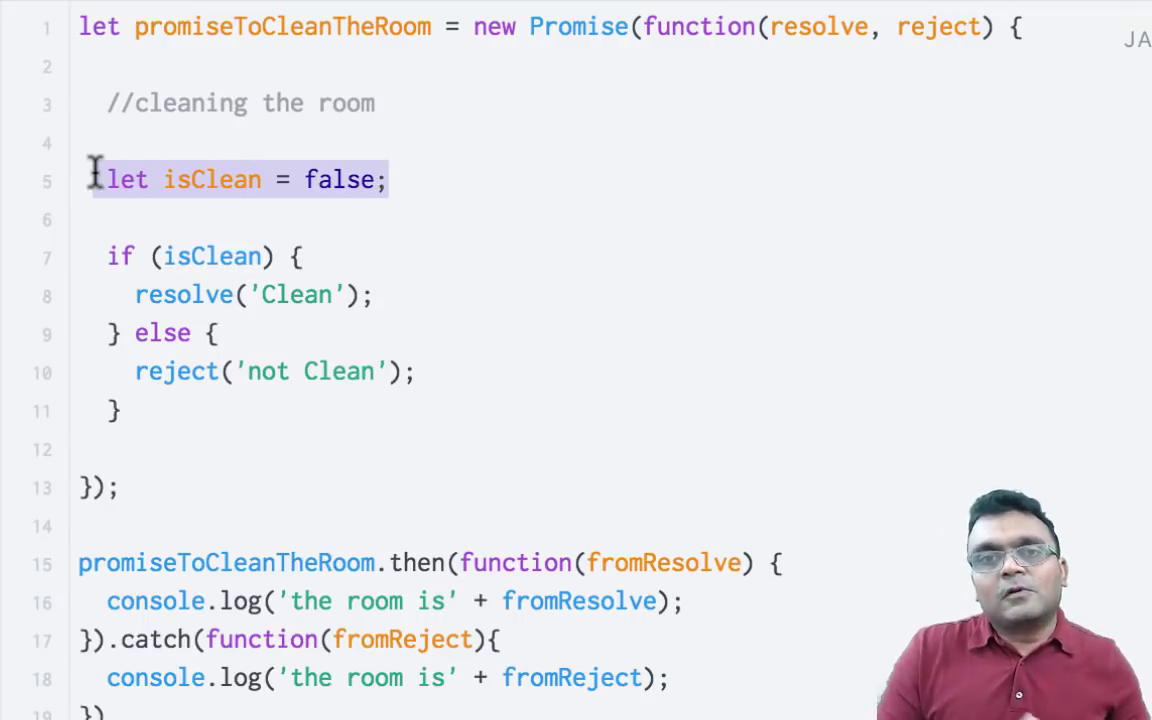 1 let promiseToCleanTheRoom = new Promise(function(resolve, reject) {
JA
2
3 //cleaning the room
4
5 let isClean = false;
6
7 if (isClean) {
8 resolve('Clean');
9 } else {
10 reject('not Clean');
11 }
12
13 });
14
15 promiseToCleanTheRoom.then(function(fromResolve) {
16 console.log('the room is' + fromResolve);
17 }).catch(function(fromReject){
18 console.log('the room is' + fromReject);
19 })